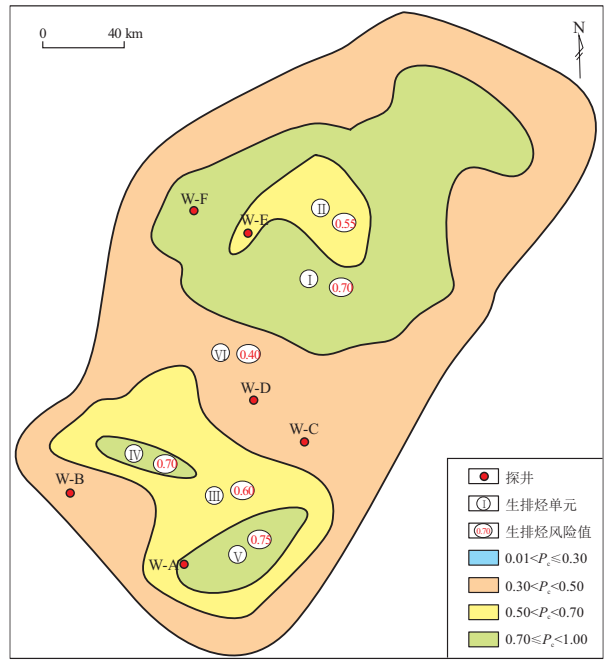 0 40 km
N
W-F
W-E
Ⅱ
0.55
Ⅰ
0.70
Ⅵ
0.40
W-D
W-C
Ⅳ
0.70
W-B
Ⅲ
0.60
0.75
Ⅴ
W-A
探井
Ⅰ 生排烃单元
0.70 生排烃风险值
0.01<Pc≤0.30
0.30<Pc<0.50
0.50<Pc<0.70
0.70≤Pc<1.00